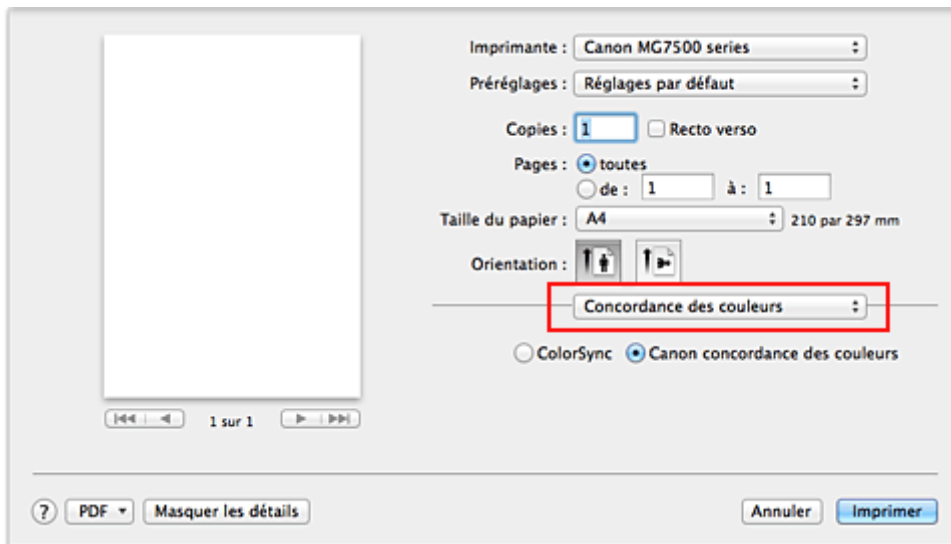 Imprimante : Canon MG7500 series
Préréglages : Réglages par défaut
Copies : 1 Recto verso
Pages : toutes
de : 1 à : 1
Taille du papier : A4 210 par 297 mm
Orientation :
Concordance des couleurs
ColorSync Canon concordance des couleurs
1 sur 1
? PDF Masquer les détails Annuler Imprimer